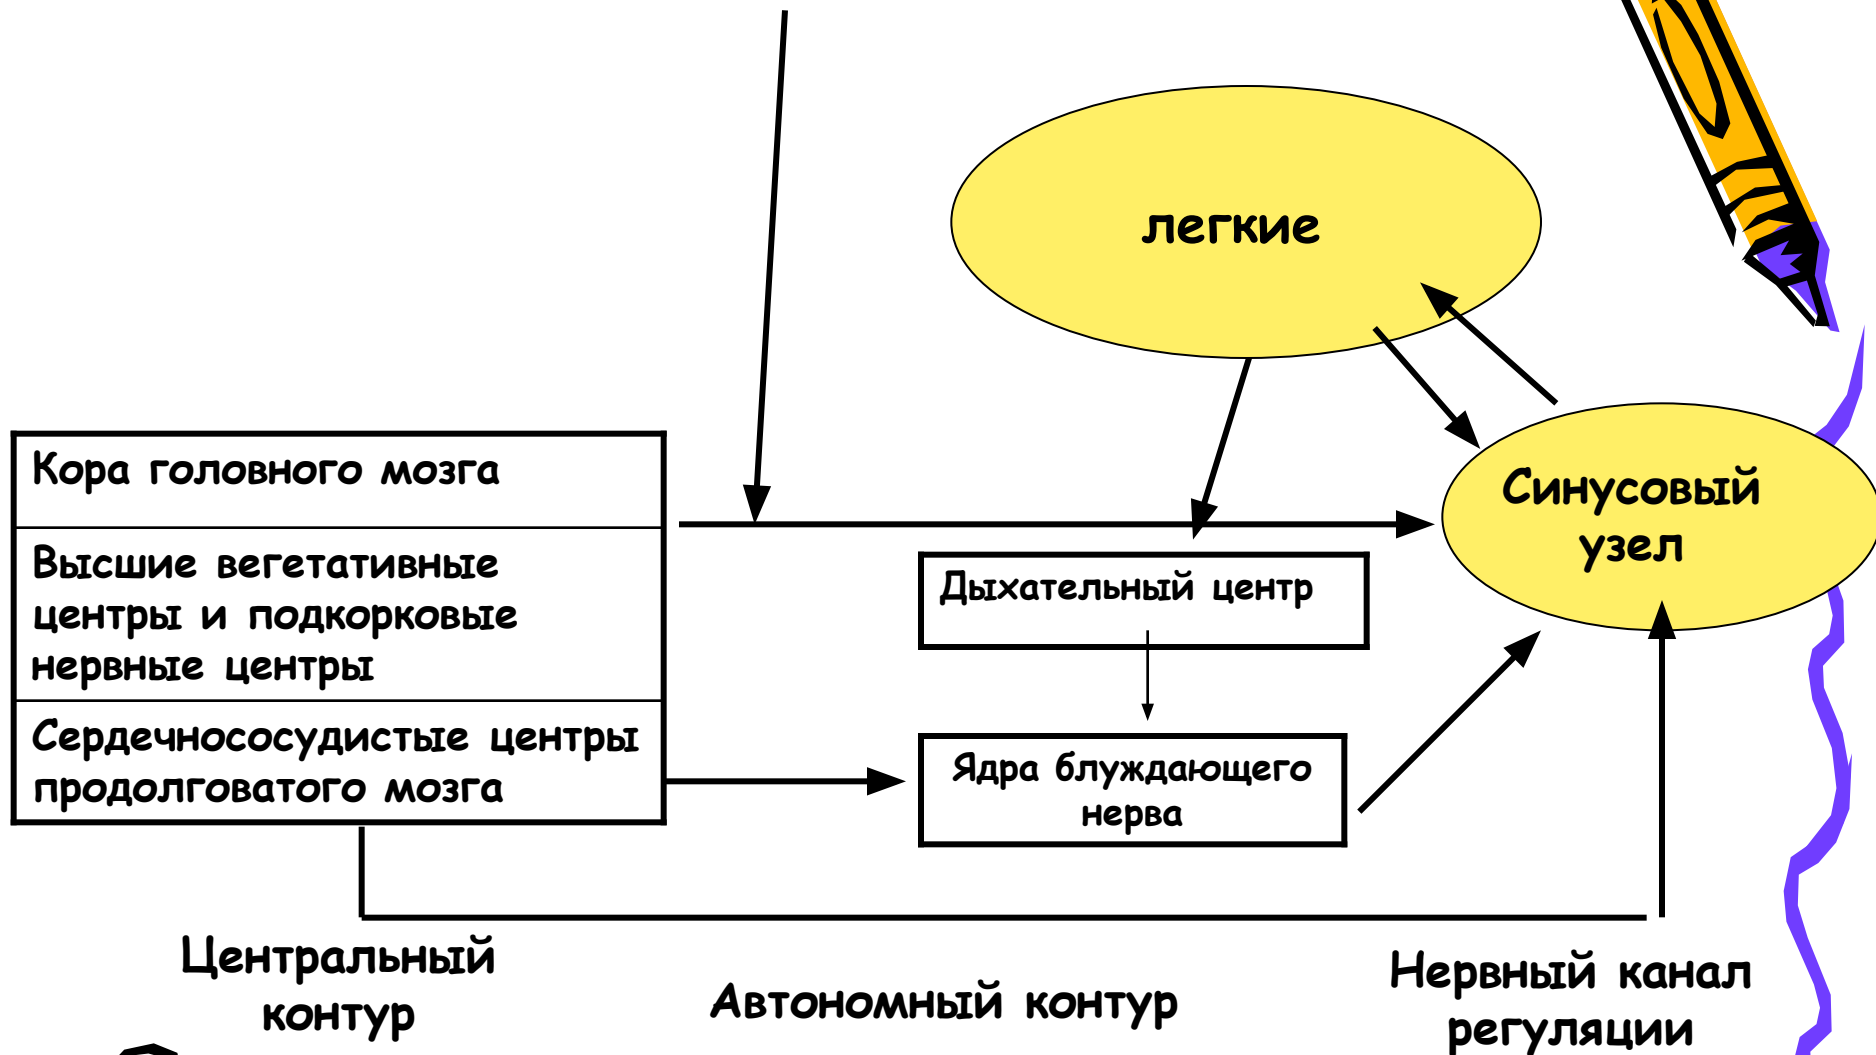 легкие
Кора головного мозга
Высшие вегетативные
центры и подкорковые
нервные центры
Сердечнососудистые центры
продолговатого мозга
Синусовый
узел
Дыхательный центр
Ядра блуждающего
нерва
Центральный
контур
Автономный контур
Нервный канал
регуляции